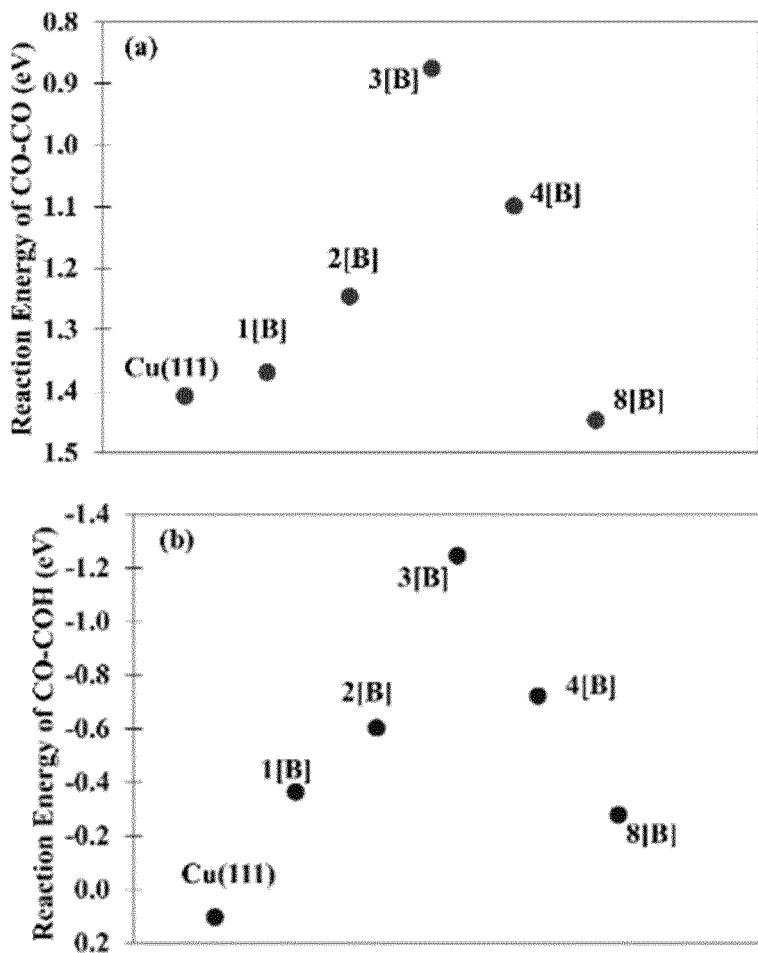 Reaction Energy of CO-CO (eV)
0.8
0.9
1.0
1.1
1.2
1.3
1.4
1.5
(a)
3[B]
4[B]
2[B]
1[B]
Cu(111)
8[B]
Reaction Energy of CO-COH (eV)
-1.4
-1.2
-1.0
-0.8
-0.6
-0.4
-0.2
0.0
0.2
(b)
3[B]
4[B]
2[B]
1[B]
8[B]
Cu(111)